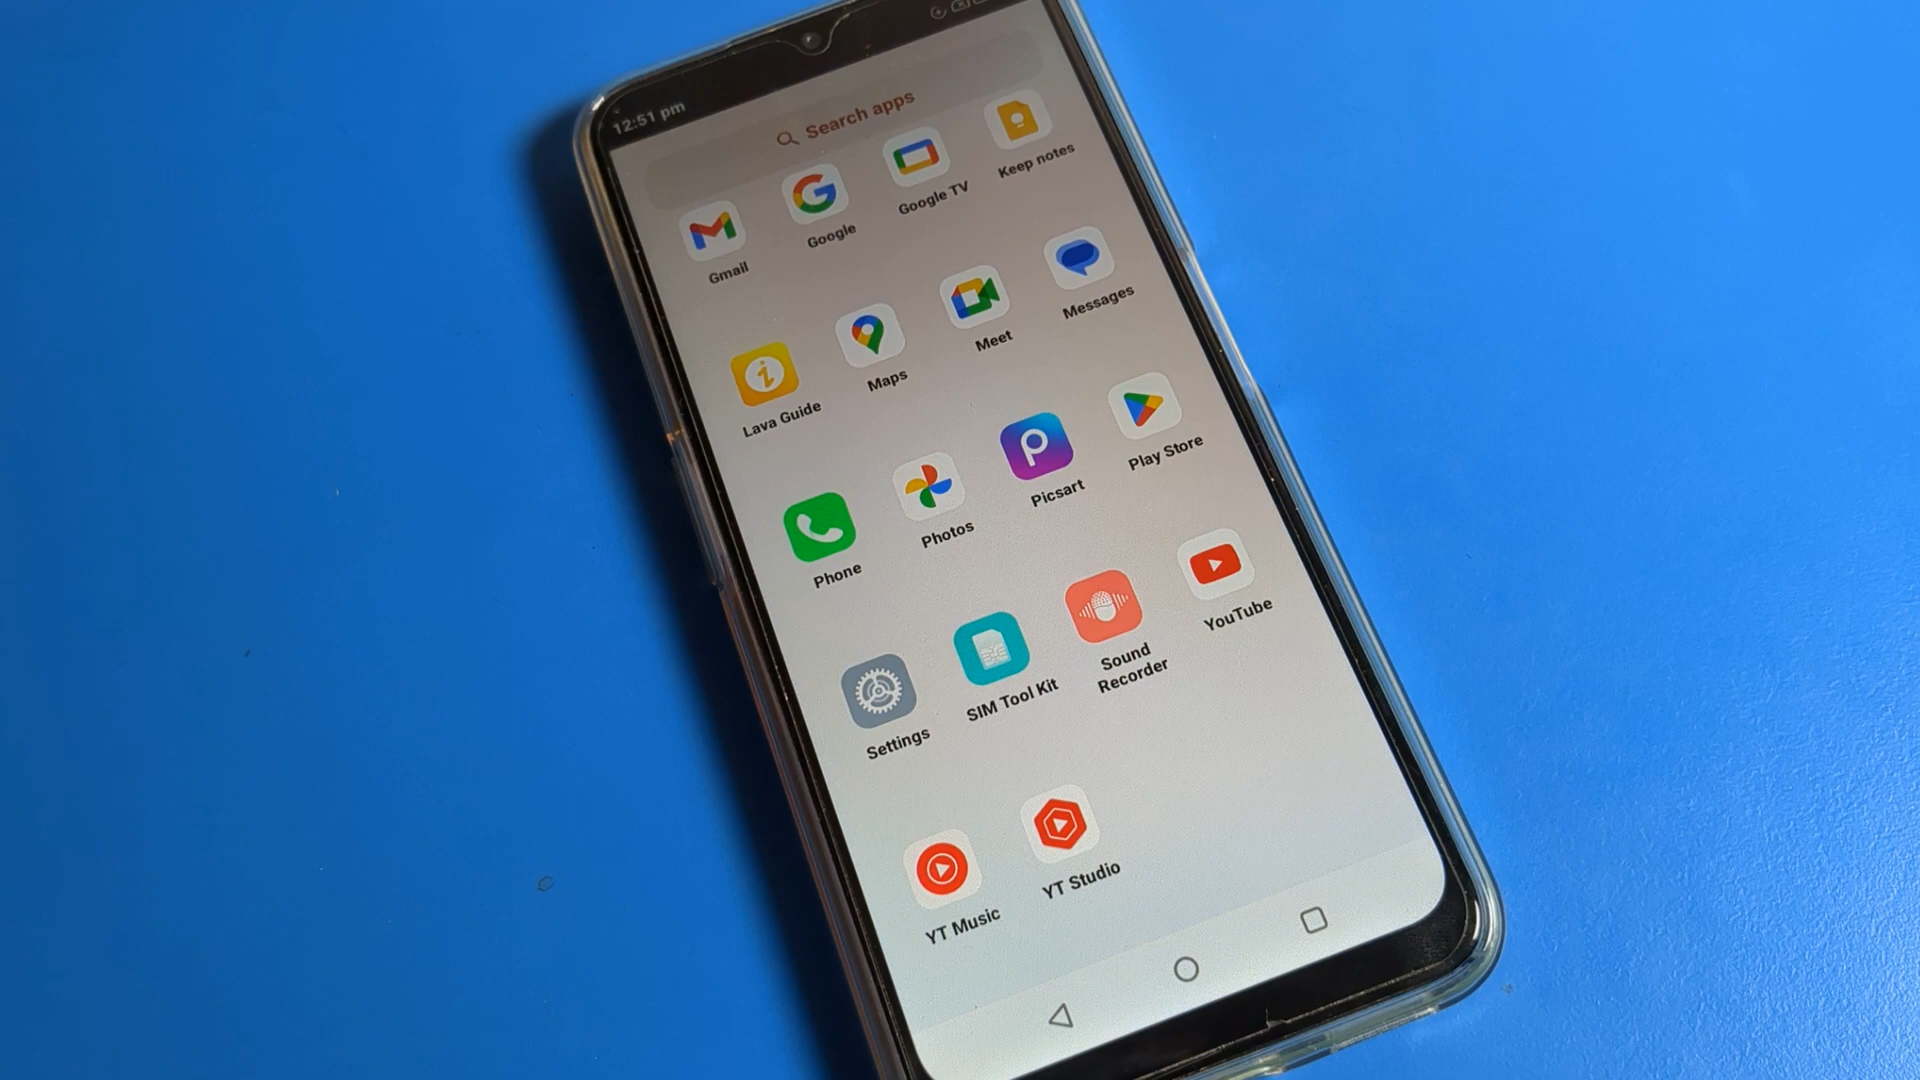 12:51 pm
Search apps
Gmail
Google
Google TV
Keep notes
Lava Guide
Maps
Meet
Messages
Phone
Photos
Picsart
Play Store
Settings
SIM Tool Kit
Sound
Recorder
YouTube
YT Music
YT Studio